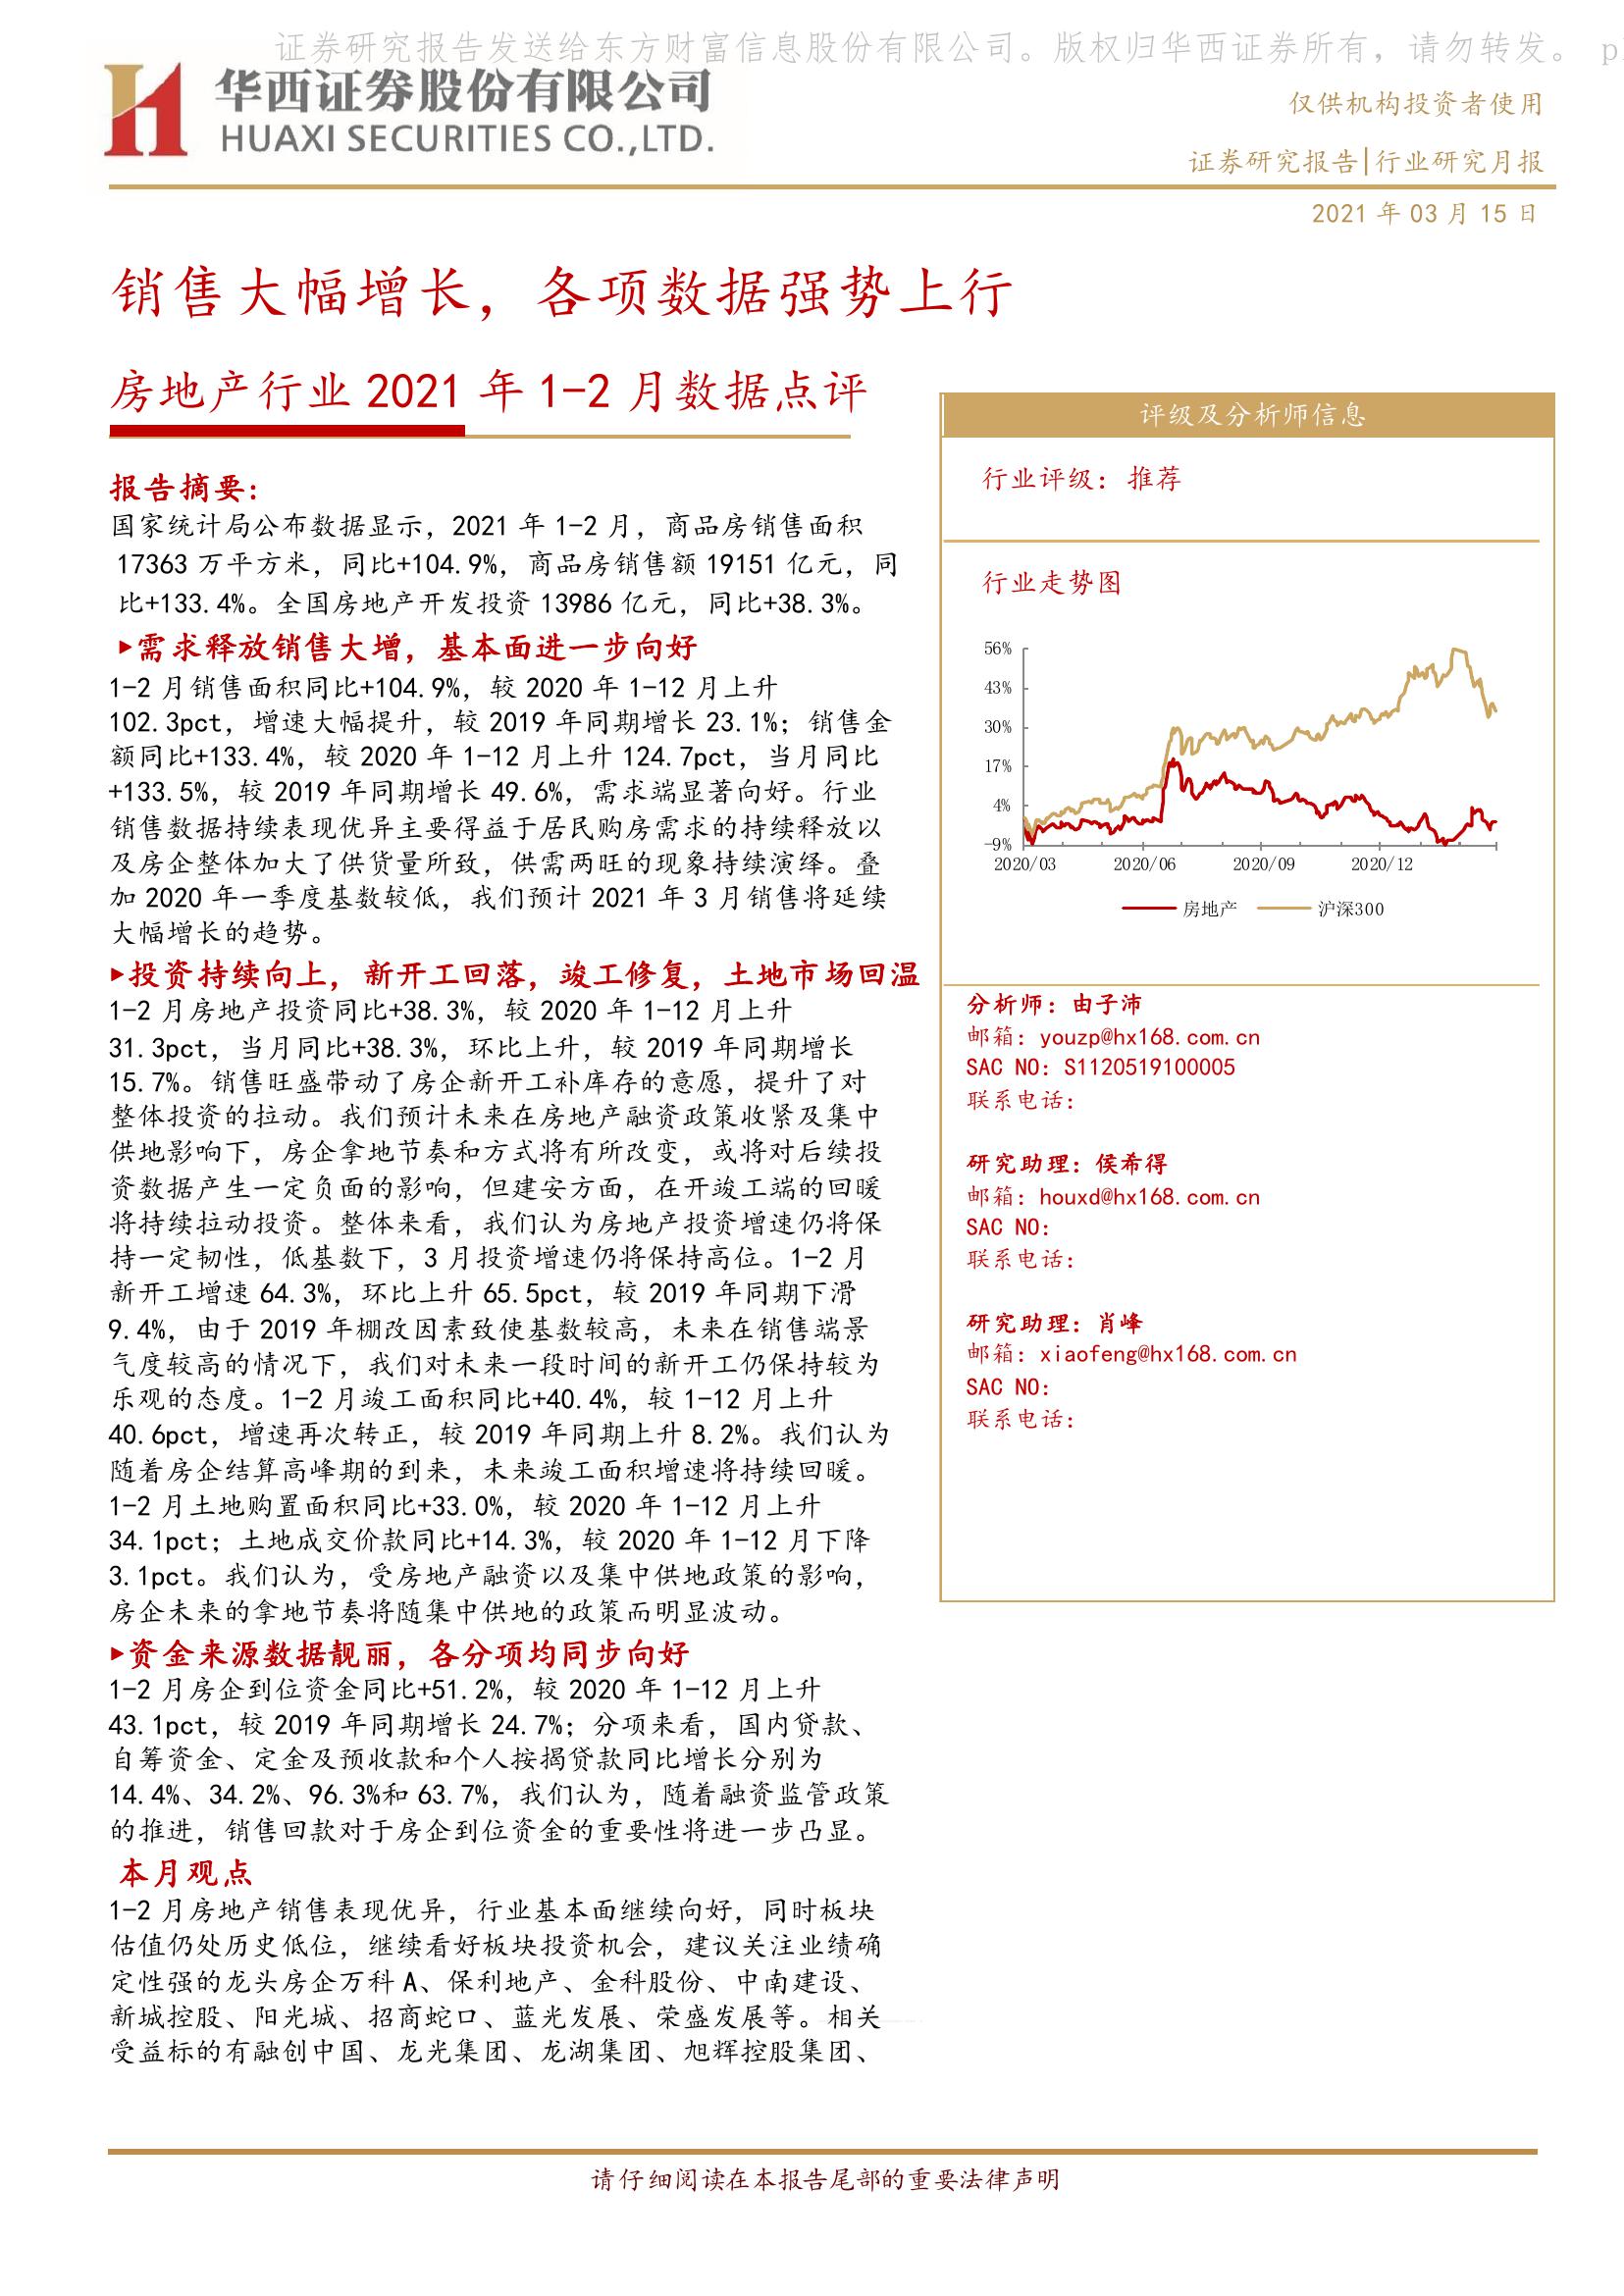 证券研究报告发送给东方财富信息股份有限公司。版权归华西证券所有，请勿转发。 p
华西证券股份有限公司
HUAXI SECURITIES CO.,LTD.
仅供机构投资者使用
证券研究报告|行业研究月报
2021 年 03 月 15 日
销售大幅增长，各项数据强势上行
房地产行业 2021 年 1-2 月数据点评
报告摘要：
国家统计局公布数据显示，2021 年 1-2 月，商品房销售面积
17363 万平方米，同比+104.9%，商品房销售额 19151 亿元，同
比+133.4%。全国房地产开发投资 13986 亿元，同比+38.3%。
▸需求释放销售大增，基本面进一步向好
1-2 月销售面积同比+104.9%，较 2020 年 1-12 月上升
102.3pct，增速大幅提升，较 2019 年同期增长 23.1%；销售金
额同比+133.4%，较 2020 年 1-12 月上升 124.7pct，当月同比
+133.5%，较 2019 年同期增长 49.6%，需求端显著向好。行业
销售数据持续表现优异主要得益于居民购房需求的持续释放以
及房企整体加大了供货量所致，供需两旺的现象持续演绎。叠
加 2020 年一季度基数较低，我们预计 2021 年 3 月销售将延续
大幅增长的趋势。
▸投资持续向上，新开工回落，竣工修复，土地市场回温
1-2 月房地产投资同比+38.3%，较 2020 年 1-12 月上升
31.3pct，当月同比+38.3%，环比上升，较 2019 年同期增长
15.7%。销售旺盛带动了房企新开工补库存的意愿，提升了对
整体投资的拉动。我们预计未来在房地产融资政策收紧及集中
供地影响下，房企拿地节奏和方式将有所改变，或将对后续投
资数据产生一定负面的影响，但建安方面，在开竣工端的回暖
将持续拉动投资。整体来看，我们认为房地产投资增速仍将保
持一定韧性，低基数下，3 月投资增速仍将保持高位。1-2 月
新开工增速 64.3%，环比上升 65.5pct，较 2019 年同期下滑
9.4%，由于 2019 年棚改因素致使基数较高，未来在销售端景
气度较高的情况下，我们对未来一段时间的新开工仍保持较为
乐观的态度。1-2 月竣工面积同比+40.4%，较 1-12 月上升
40.6pct，增速再次转正，较 2019 年同期上升 8.2%。我们认为
随着房企结算高峰期的到来，未来竣工面积增速将持续回暖。
1-2 月土地购置面积同比+33.0%，较 2020 年 1-12 月上升
34.1pct；土地成交价款同比+14.3%，较 2020 年 1-12 月下降
3.1pct。我们认为，受房地产融资以及集中供地政策的影响，
房企未来的拿地节奏将随集中供地的政策而明显波动。
▸资金来源数据靓丽，各分项均同步向好
1-2 月房企到位资金同比+51.2%，较 2020 年 1-12 月上升
43.1pct，较 2019 年同期增长 24.7%；分项来看，国内贷款、
自筹资金、定金及预收款和个人按揭贷款同比增长分别为
14.4%、34.2%、96.3%和 63.7%，我们认为，随着融资监管政策
的推进，销售回款对于房企到位资金的重要性将进一步凸显。
本月观点
1-2 月房地产销售表现优异，行业基本面继续向好，同时板块
估值仍处历史低位，继续看好板块投资机会，建议关注业绩确
定性强的龙头房企万科 A、保利地产、金科股份、中南建设、
新城控股、阳光城、招商蛇口、蓝光发展、荣盛发展等。相关
受益标的有融创中国、龙光集团、龙湖集团、旭辉控股集团、
评级及分析师信息
行业评级：推荐
行业走势图
56%
43%
30%
17%
4%
-9%
2020/03 2020/06 2020/09 2020/12
房地产 沪深300
分析师：由子沛
邮箱：youzp@hx168.com.cn
SAC NO：S1120519100005
联系电话：
研究助理：侯希得
邮箱：houxd@hx168.com.cn
SAC NO：
联系电话：
研究助理：肖峰
邮箱：xiaofeng@hx168.com.cn
SAC NO：
联系电话：
请仔细阅读在本报告尾部的重要法律声明